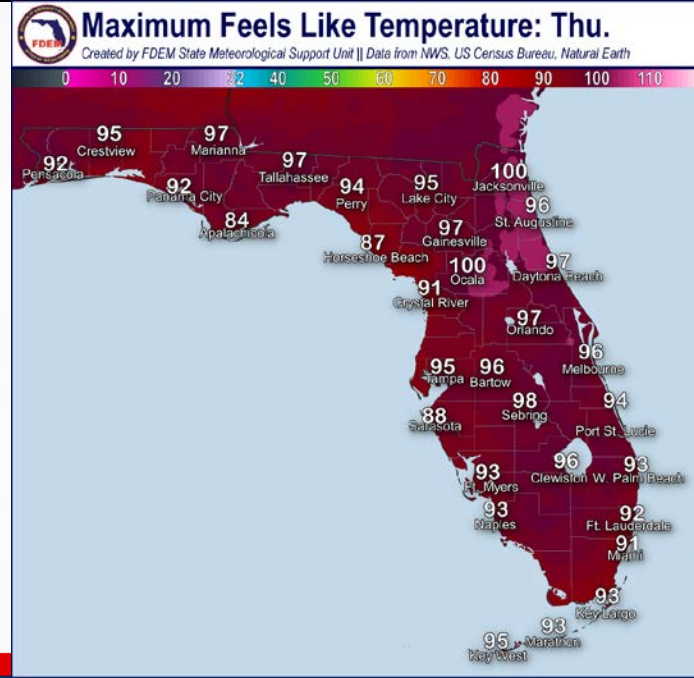 Maximum Feels Like Temperature: Thu.
FDEM
Created by FDEM State Meteorological Support Unit || Data from NWS, US Census Bureau, Natural Earth
0 10 20 32 40 50 60 70 80 90 100 110
95
Crestview
97
Marianna
92
Pensacola
97
Tallahassee
92
Panama City
94
Perry
95
Lake City
100
Jacksonville
84
Apalachicola
96
St. Augustine
87
Horseshoe Beach
97
Gainesville
100
Ocala
97
Daytona Beach
91
Crystal River
97
Orlando
95
Tampa
96
Bartow
96
Melbourne
88
Sarasota
98
Sebring
94
Port St. Lucie
93
Ft. Myers
96
Clewiston
93
W. Palm Beach
93
Naples
92
Ft. Lauderdale
91
Miami
93
Key Largo
93
Marathon
95
Key West